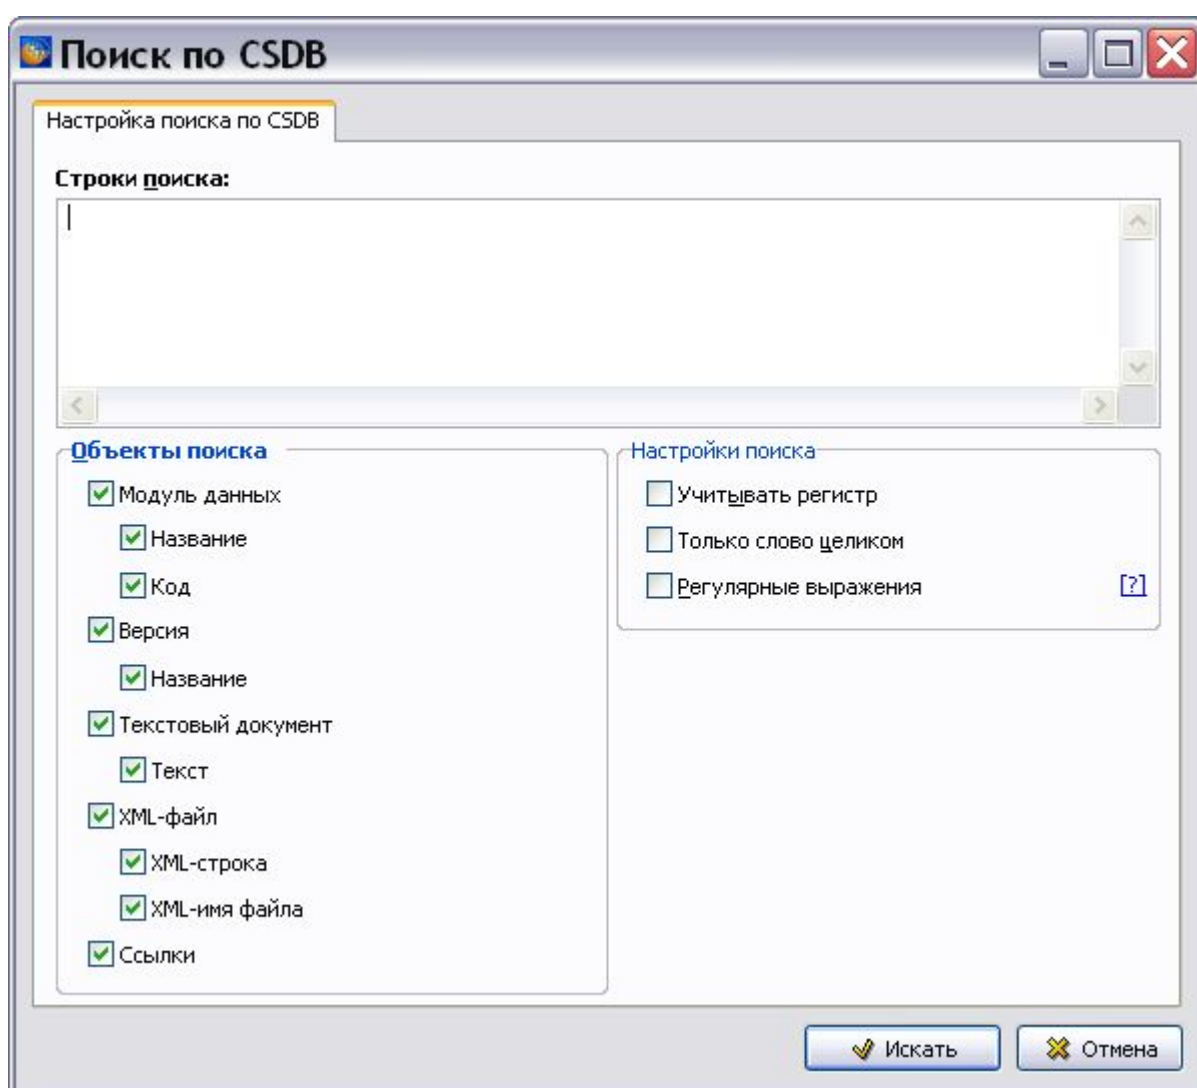 Поиск по CSDB
Настройка поиска по CSDB
Строки поиска:
Объекты поиска
Модуль данных
Название
Код
Версия
Название
Текстовый документ
Текст
XML-файл
XML-строка
XML-имя файла
Ссылки
Настройки поиска
Учитывать регистр
Только слово целиком
Регулярные выражения [?]
Искать Отмена